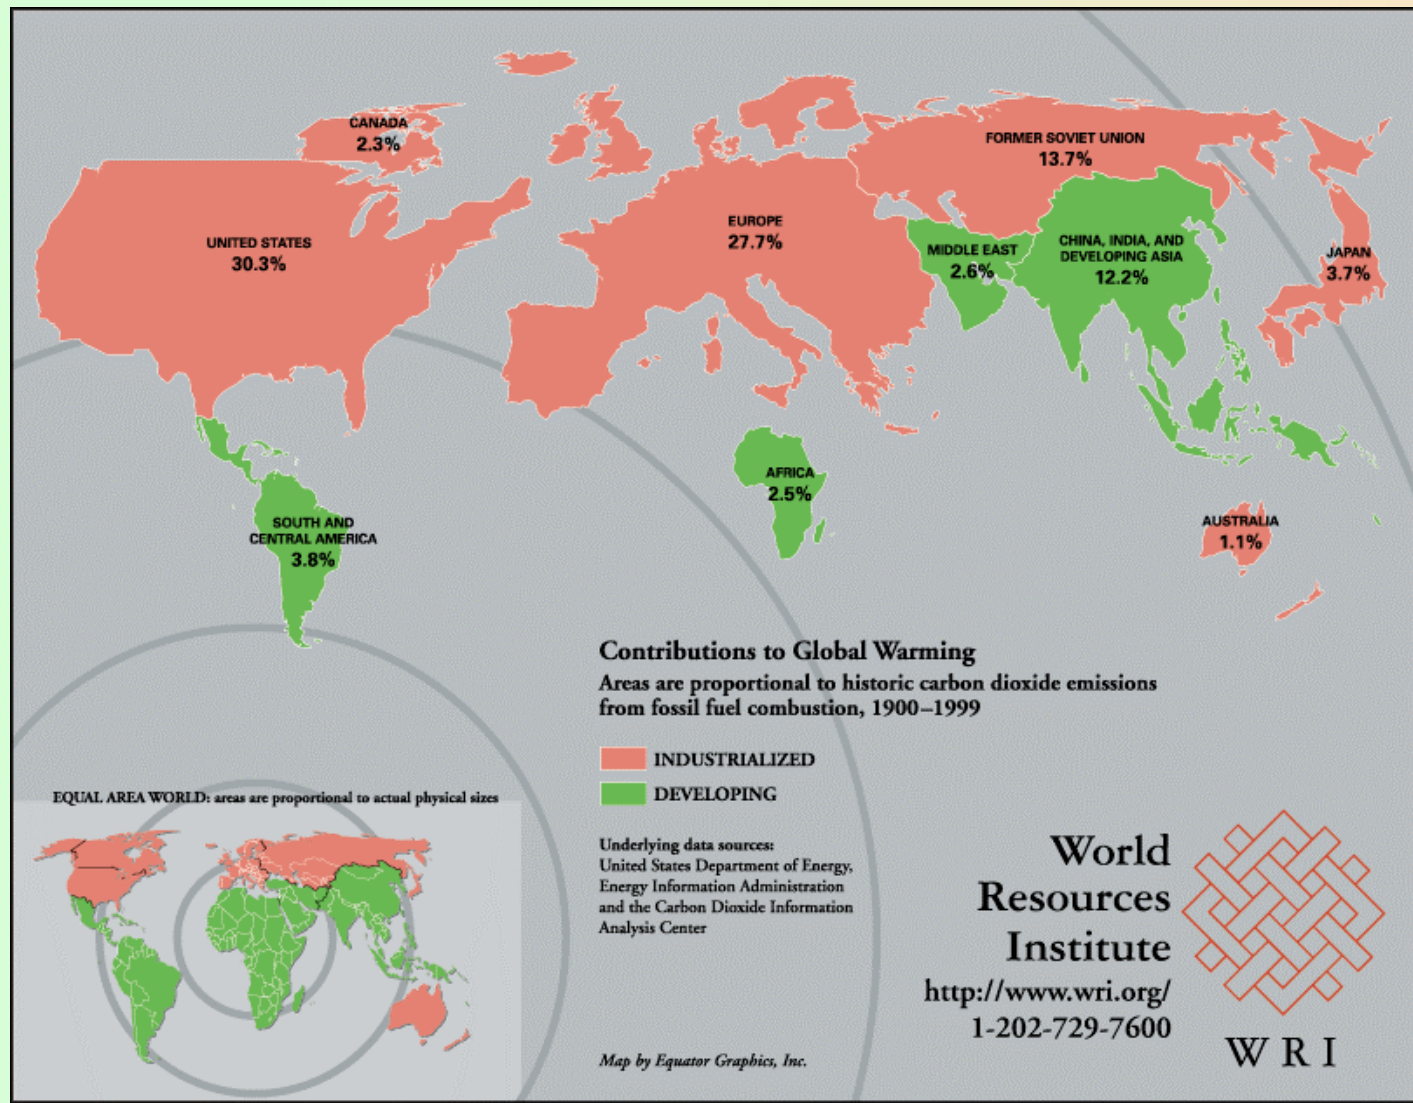 CANADA
2.3%
FORMER SOVIET UNION
13.7%
UNITED STATES
30.3%
EUROPE
27.7%
MIDDLE EAST
2.6%
CHINA, INDIA, AND
DEVELOPING ASIA
12.2%
JAPAN
3.7%
AFRICA
2.5%
SOUTH AND
CENTRAL AMERICA
3.8%
AUSTRALIA
1.1%
Contributions to Global Warming
Areas are proportional to historic carbon dioxide emissions
from fossil fuel combustion, 1900–1999
INDUSTRIALIZED
DEVELOPING
EQUAL AREA WORLD: areas are proportional to actual physical sizes
Underlying data sources:
United States Department of Energy,
Energy Information Administration
and the Carbon Dioxide Information
Analysis Center
Map by Equator Graphics, Inc.
World
Resources
Institute
http://www.wri.org/
1-202-729-7600
W R I